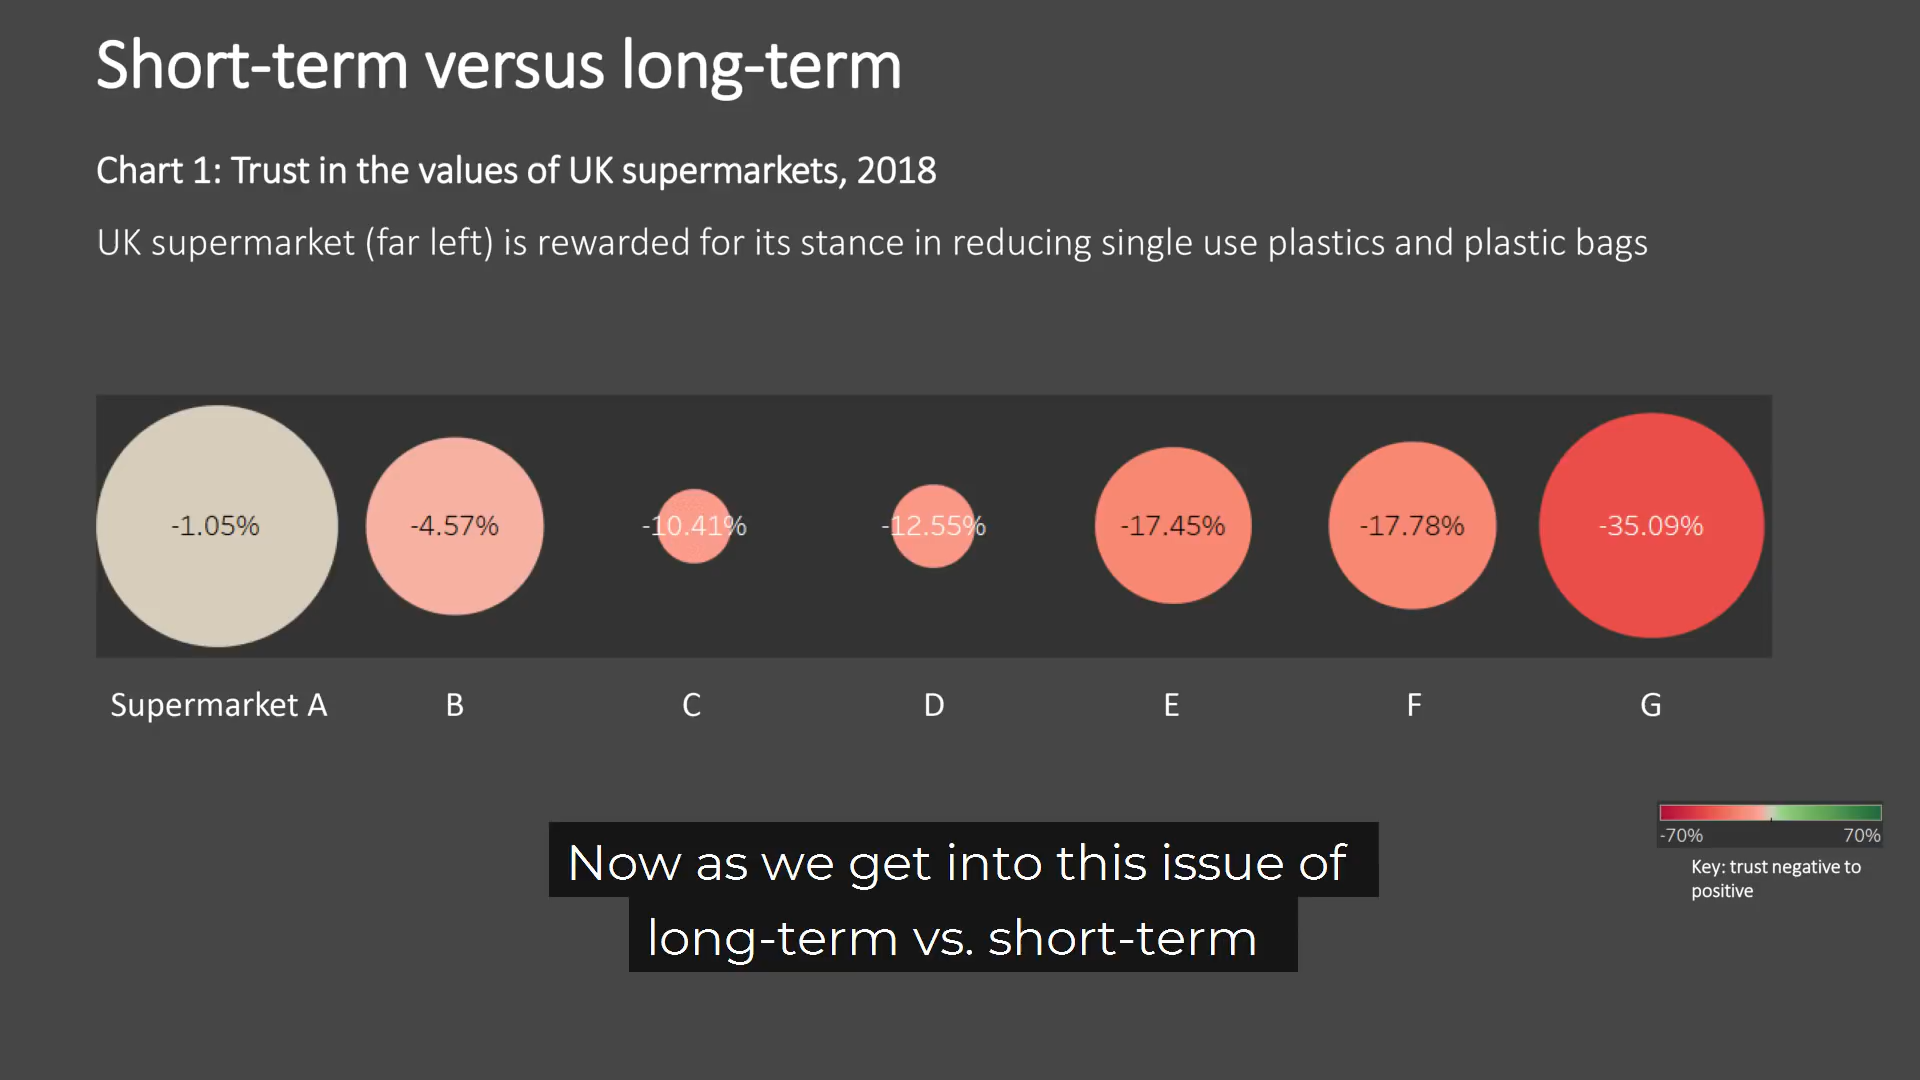 Short-term versus long-term
Chart 1: Trust in the values of UK supermarkets, 2018
UK supermarket (far left) is rewarded for its stance in reducing single use plastics and plastic bags
-1.05% -4.57% -10.41% -12.55% -17.45% -17.78% -35.09%
Supermarket A B C D E F G
-70% 70%
Key: trust negative to
positive
Now as we get into this issue of
long-term vs. short-term